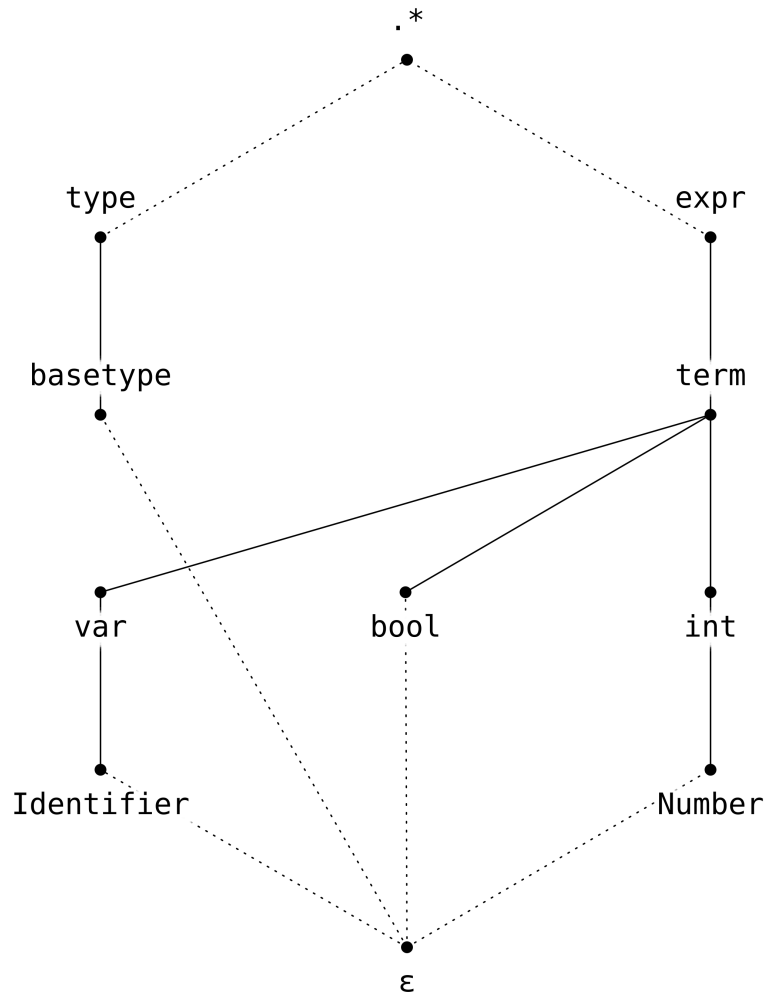 .*
type expr
basetype term
var bool int
Identifier Number
ε